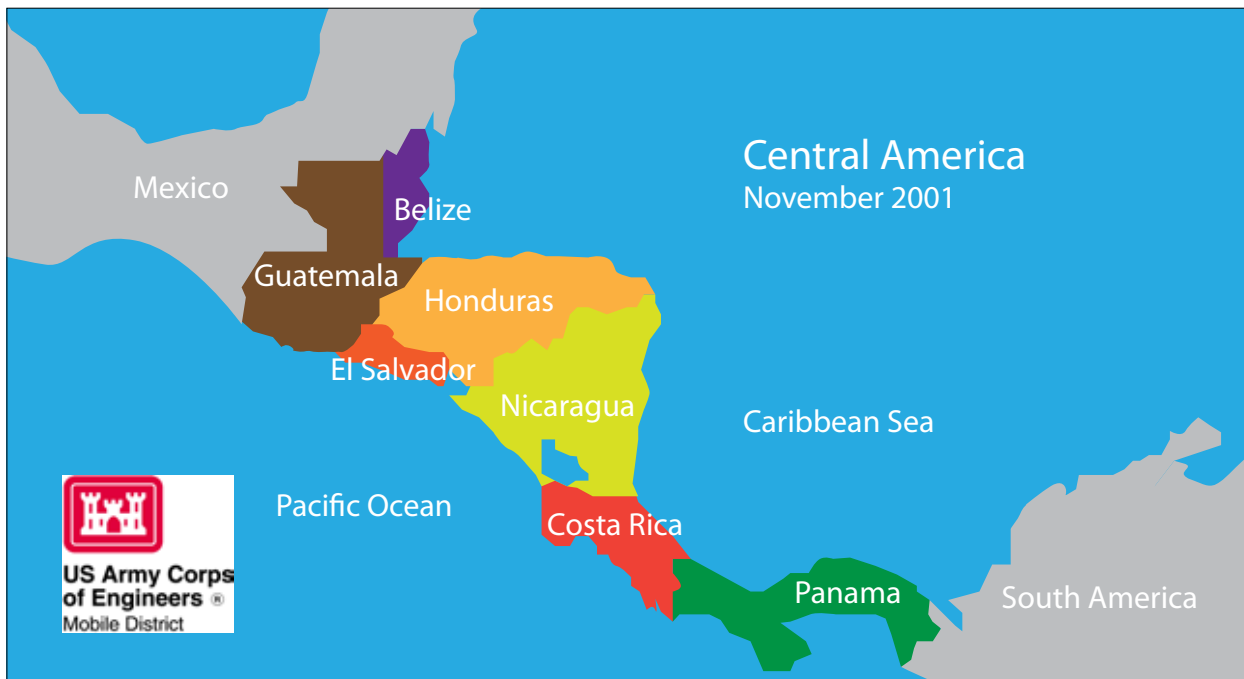 Central America
November 2001
Mexico
Belize
Guatemala
Honduras
El Salvador
Nicaragua
Caribbean Sea
Pacific Ocean
Costa Rica
Panama
South America
US Army Corps
of Engineers ®
Mobile District